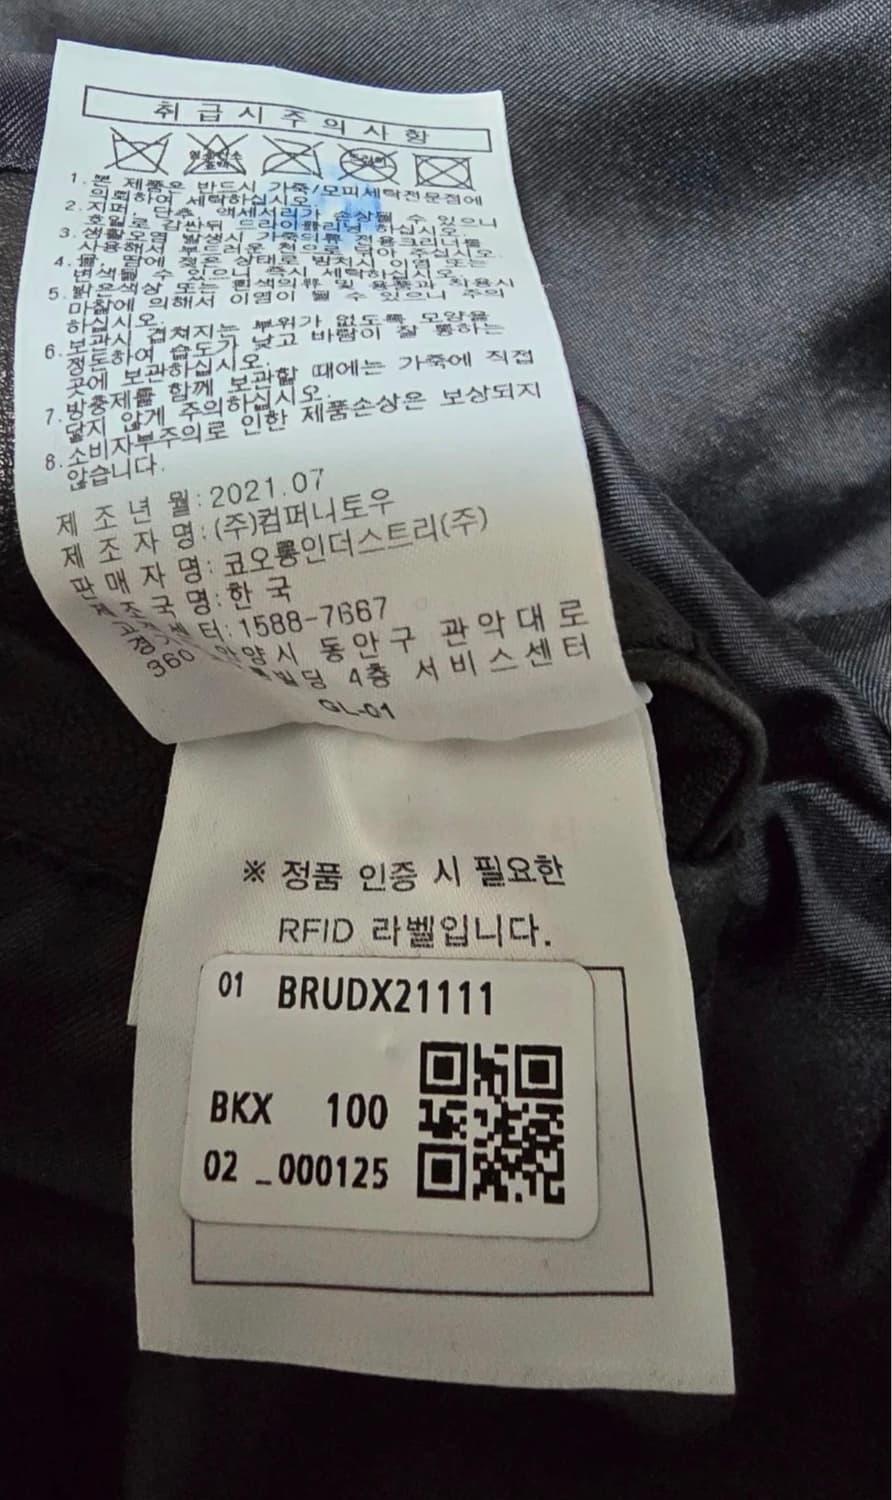 취급시주의사항
1. 본 제품은 반드시 가죽/모피세탁전문점에
의뢰하여 세탁하십시오.
2. 지퍼, 단추, 액세서리가 손상될 수 있으니
호일로 감싼뒤 드라이클리닝 하십시오.
3. 생활오염 발생시 가죽의류 전용크리너를
사용해서 부드러운 천으로 닦아 주십시오.
4. 물, 땀에 젖은 상태로 방치시 이염 또는
변색될 수 있으니 즉시 세탁하십시오.
5. 밝은색상 또는 흰색의류 및 용품과 착용시
마찰에 의해서 이염이 될 수 있으니 주의
하십시오.
6. 보관시 겹쳐지는 부위가 없도록 모양을
정돈하여 습도가 낮고 바람이 잘 통하는
곳에 보관하십시오.
7. 방충제를 함께 보관할 때에는 가죽에 직접
닿지 않게 주의하십시오.
8. 소비자부주의로 인한 제품손상은 보상되지
않습니다.
제 조 년 월: 2021.07
제 조 자 명: (주)컴퍼니토우
판 매 자 명: 코오롱인더스트리(주)
제 조 국 명: 한 국
터: 1588-7667
안양시 동안구 관악대로
360 빌딩 4층 서비스센터
GL-01
※ 정품 인증 시 필요한
RFID 라벨입니다.
01 BRUDX21111
BKX 100
02 _000125